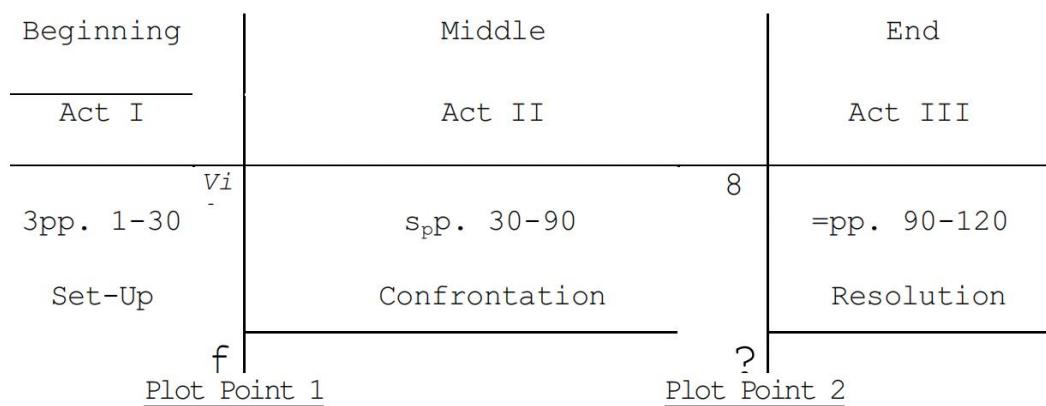 Beginning Middle End
Act I Act II Act III
Vi 8
-
3pp. 1-30 spp. 30-90 =pp. 90-120
Set-Up Confrontation Resolution
f ?
Plot Point 1 Plot Point 2